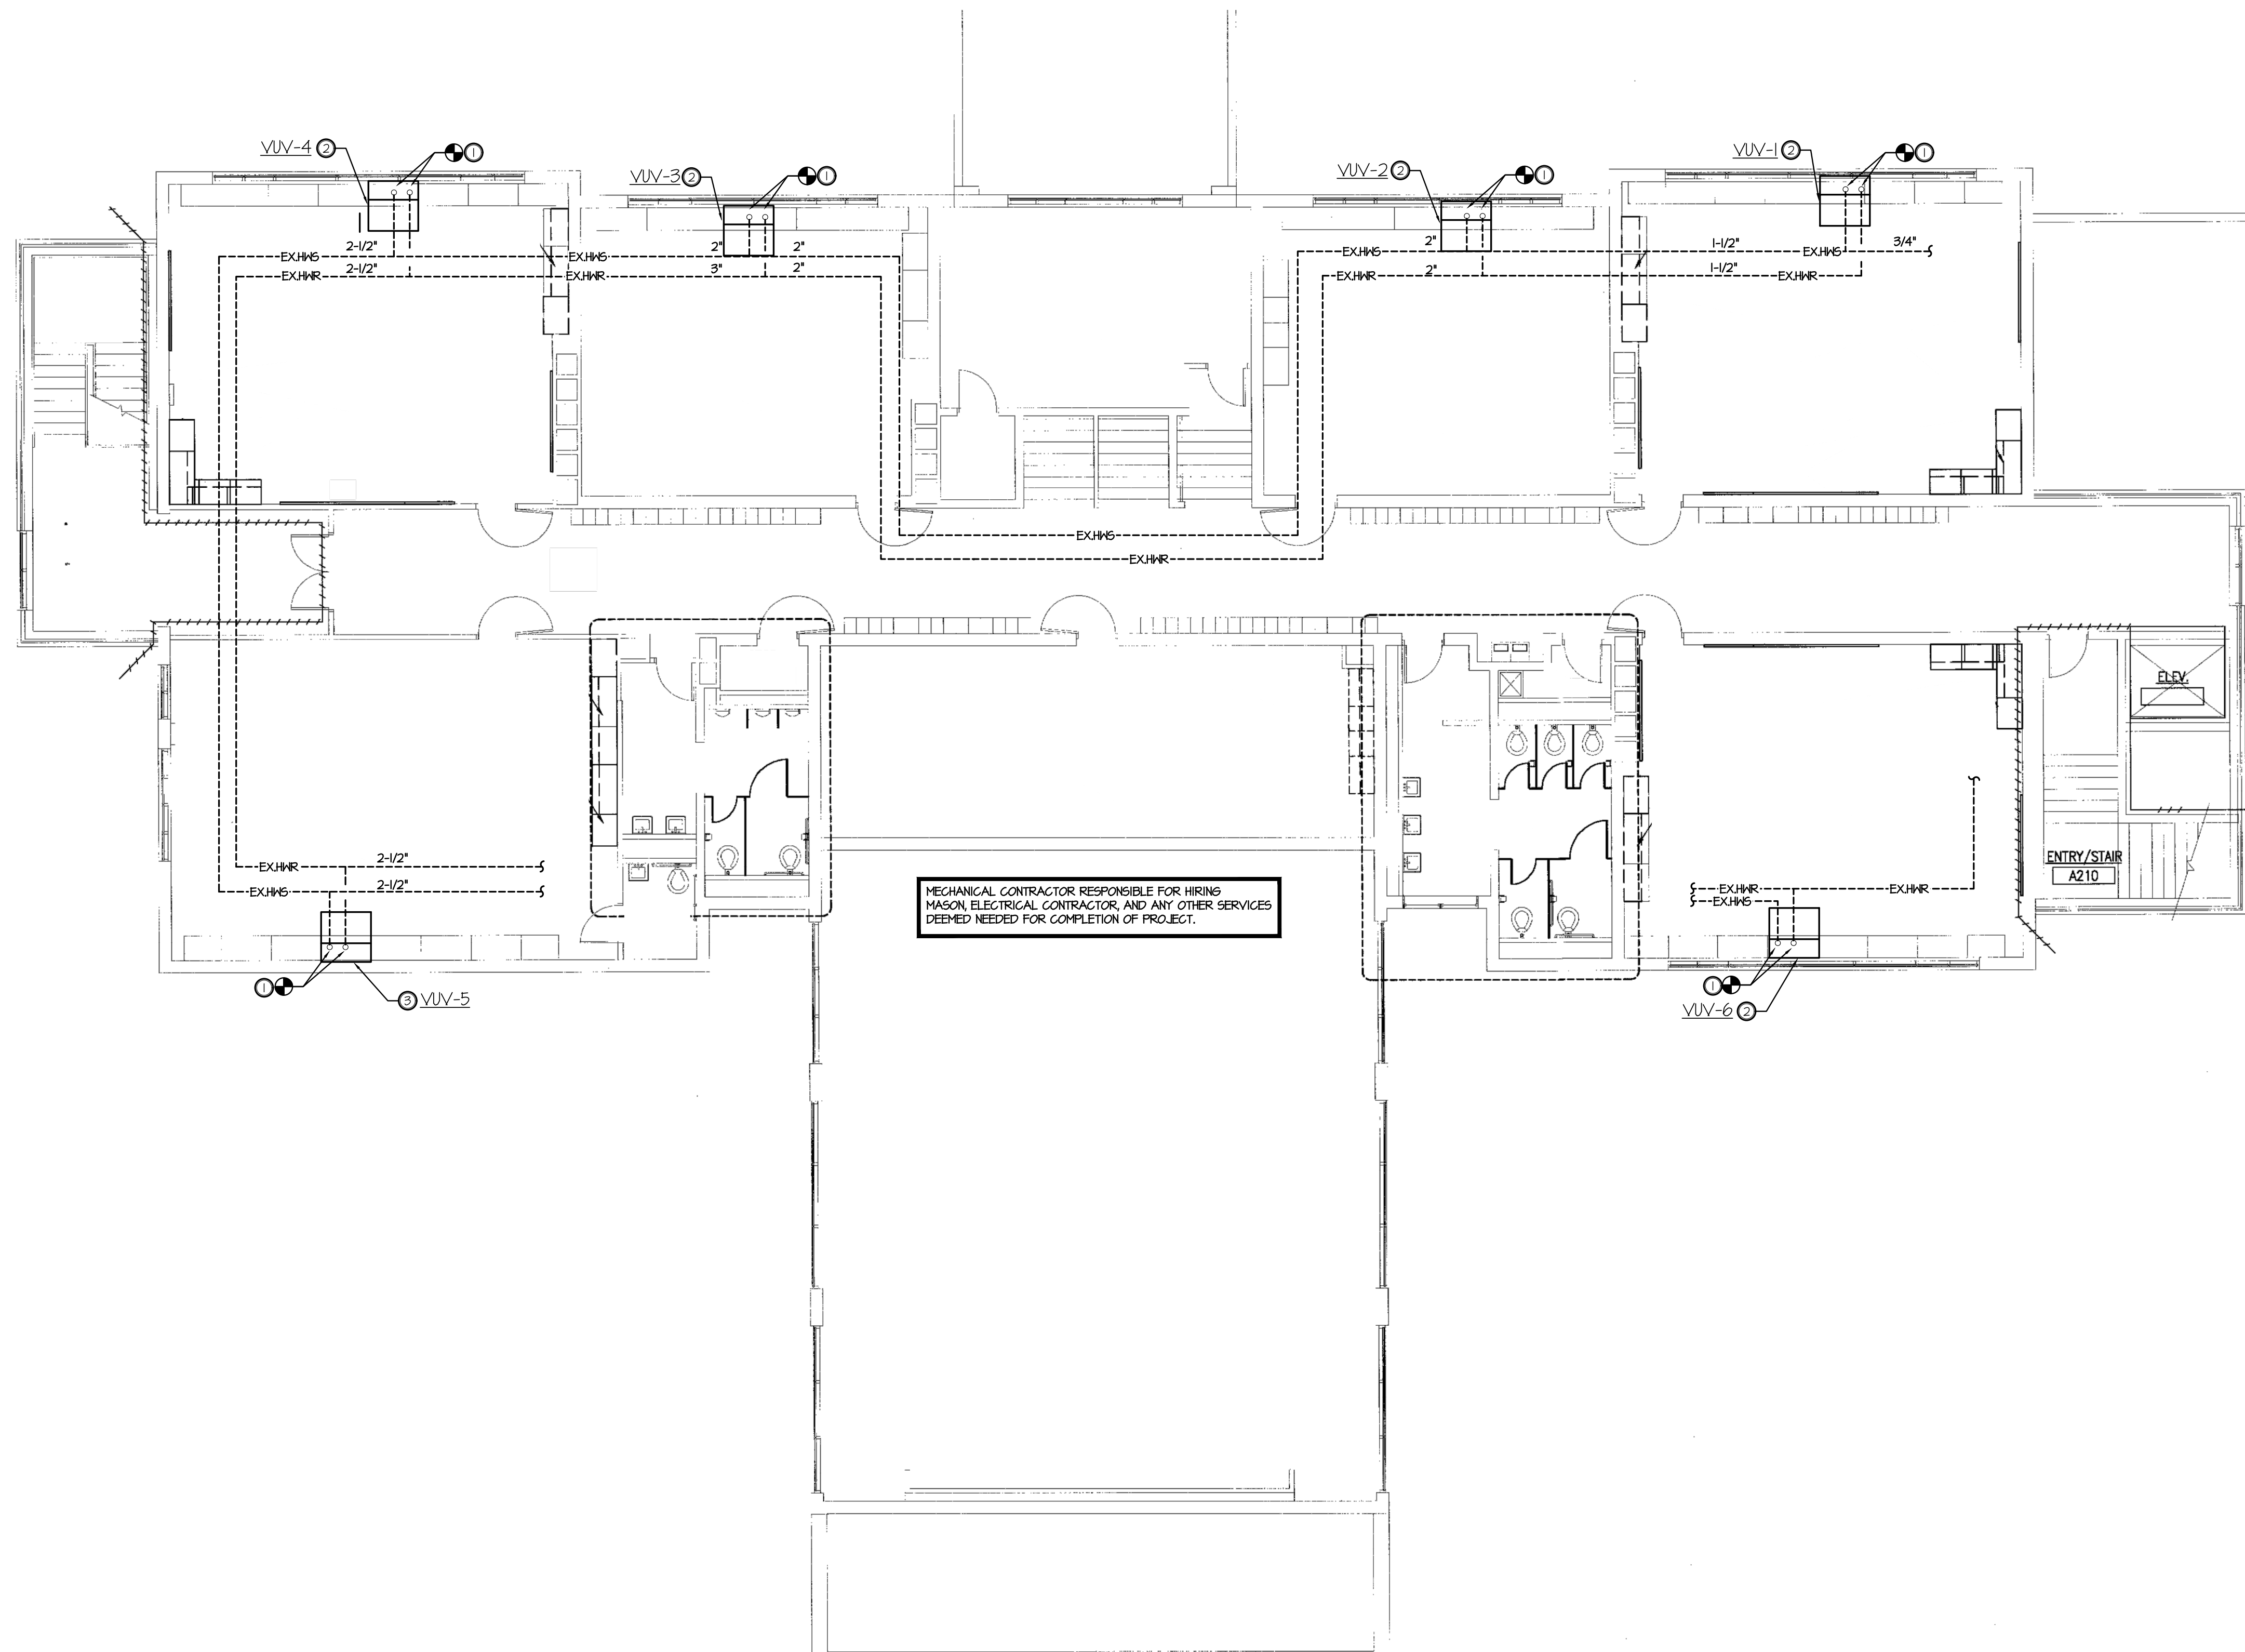 VUV-4 2
1
VUV-3 2
1
VUV-2 2
1
VUV-1 2
1
2-1/2"
EX.HWS
EX.HWS
2"
2"
EX.HWR
2-1/2"
EX.HWR
3"
2"
EX.HWS
2"
1-1/2"
EX.HWS
3/4"
EX.HWR
2"
1-1/2"
EX.HWR
EX.HWS
EX.HWR
ELEV.
ENTRY/STAIR
A210
EX.HWR
2-1/2"
EX.HWS
2-1/2"
MECHANICAL CONTRACTOR RESPONSIBLE FOR HIRING
MASON, ELECTRICAL CONTRACTOR, AND ANY OTHER SERVICES
DEEMED NEEDED FOR COMPLETION OF PROJECT.
EX.HWR
EX.HWR
EX.HWS
1
3 VUV-5
1
VUV-6 2